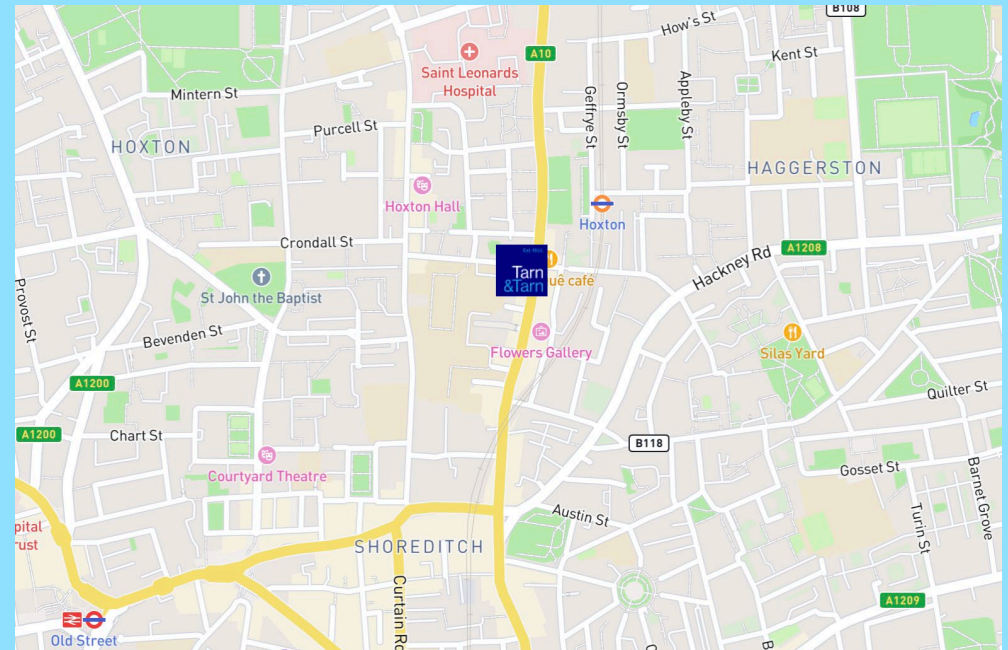 B108
How's St
A10
Kent St
Saint Leonards
Hospital
Mintern St
Geffrye St
Ormsby St
Appleby St
Purcell St
HOXTON
HAGGERSTON
Hoxton Hall
Hoxton
Crondall St
Hackney Rd
A1208
Tarn
&Tarn
uê café
St John the Baptist
Provost St
Bevenden St
Flowers Gallery
Silas Yard
A1200
Quilter St
A1200
Chart St
B118
Courtyard Theatre
Gosset St
Barnet Grove
Turin St
Austin St
pital
rust
SHOREDITCH
Curtain Rd
A1209
Old Street